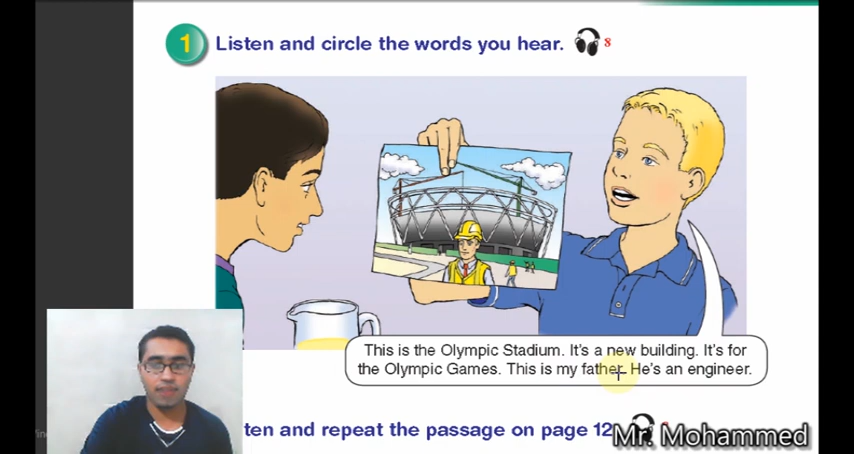 1 Listen and circle the words you hear. 8
This is the Olympic Stadium. It's a new building. It's for
the Olympic Games. This is my father. He's an engineer.
ten and repeat the passage on page 12
Mr. Mohammed